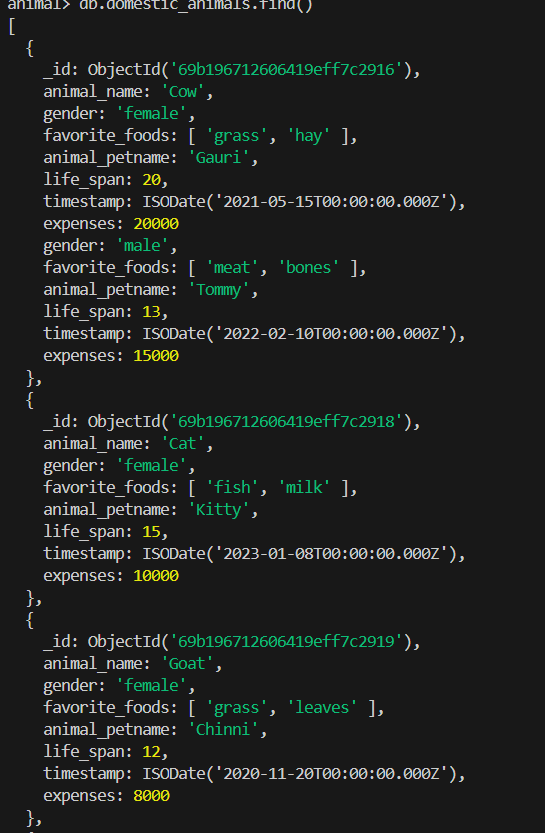 animal> db.domestic_animals.find()
[
  {
    _id: ObjectId('69b196712606419eff7c2916'),
    animal_name: 'Cow',
    gender: 'female',
    favorite_foods: [ 'grass', 'hay' ],
    animal_petname: 'Gauri',
    life_span: 20,
    timestamp: ISODate('2021-05-15T00:00:00.000Z'),
    expenses: 20000
    gender: 'male',
    favorite_foods: [ 'meat', 'bones' ],
    animal_petname: 'Tommy',
    life_span: 13,
    timestamp: ISODate('2022-02-10T00:00:00.000Z'),
    expenses: 15000
  },
  {
    _id: ObjectId('69b196712606419eff7c2918'),
    animal_name: 'Cat',
    gender: 'female',
    favorite_foods: [ 'fish', 'milk' ],
    animal_petname: 'Kitty',
    life_span: 15,
    timestamp: ISODate('2023-01-08T00:00:00.000Z'),
    expenses: 10000
  },
  {
    _id: ObjectId('69b196712606419eff7c2919'),
    animal_name: 'Goat',
    gender: 'female',
    favorite_foods: [ 'grass', 'leaves' ],
    animal_petname: 'Chinni',
    life_span: 12,
    timestamp: ISODate('2020-11-20T00:00:00.000Z'),
    expenses: 8000
  },